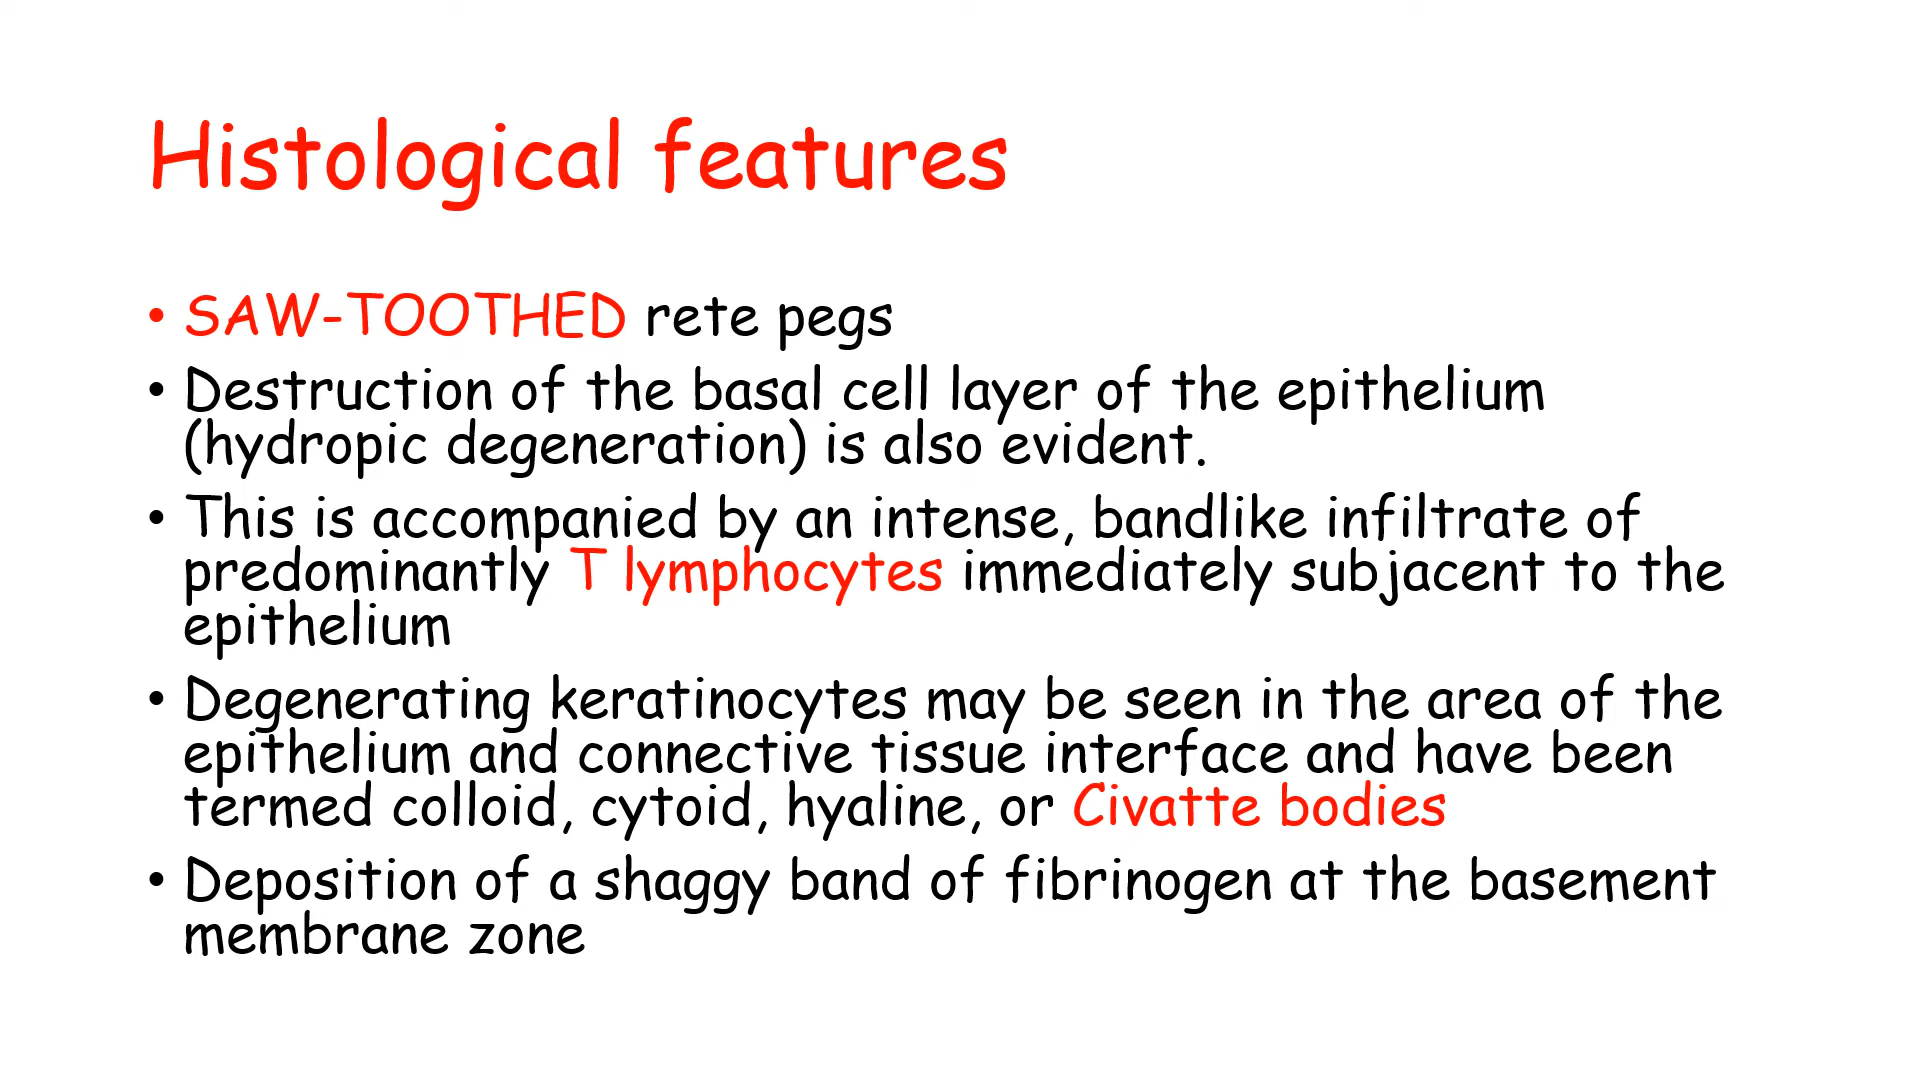 Histological features
• SAW-TOOTHED rete pegs
• Destruction of the basal cell layer of the epithelium
(hydropic degeneration) is also evident.
• This is accompanied by an intense, bandlike infiltrate of
predominantly T lymphocytes immediately subjacent to the
epithelium
• Degenerating keratinocytes may be seen in the area of the
epithelium and connective tissue interface and have been
termed colloid, cytoid, hyaline, or Civatte bodies
• Deposition of a shaggy band of fibrinogen at the basement
membrane zone